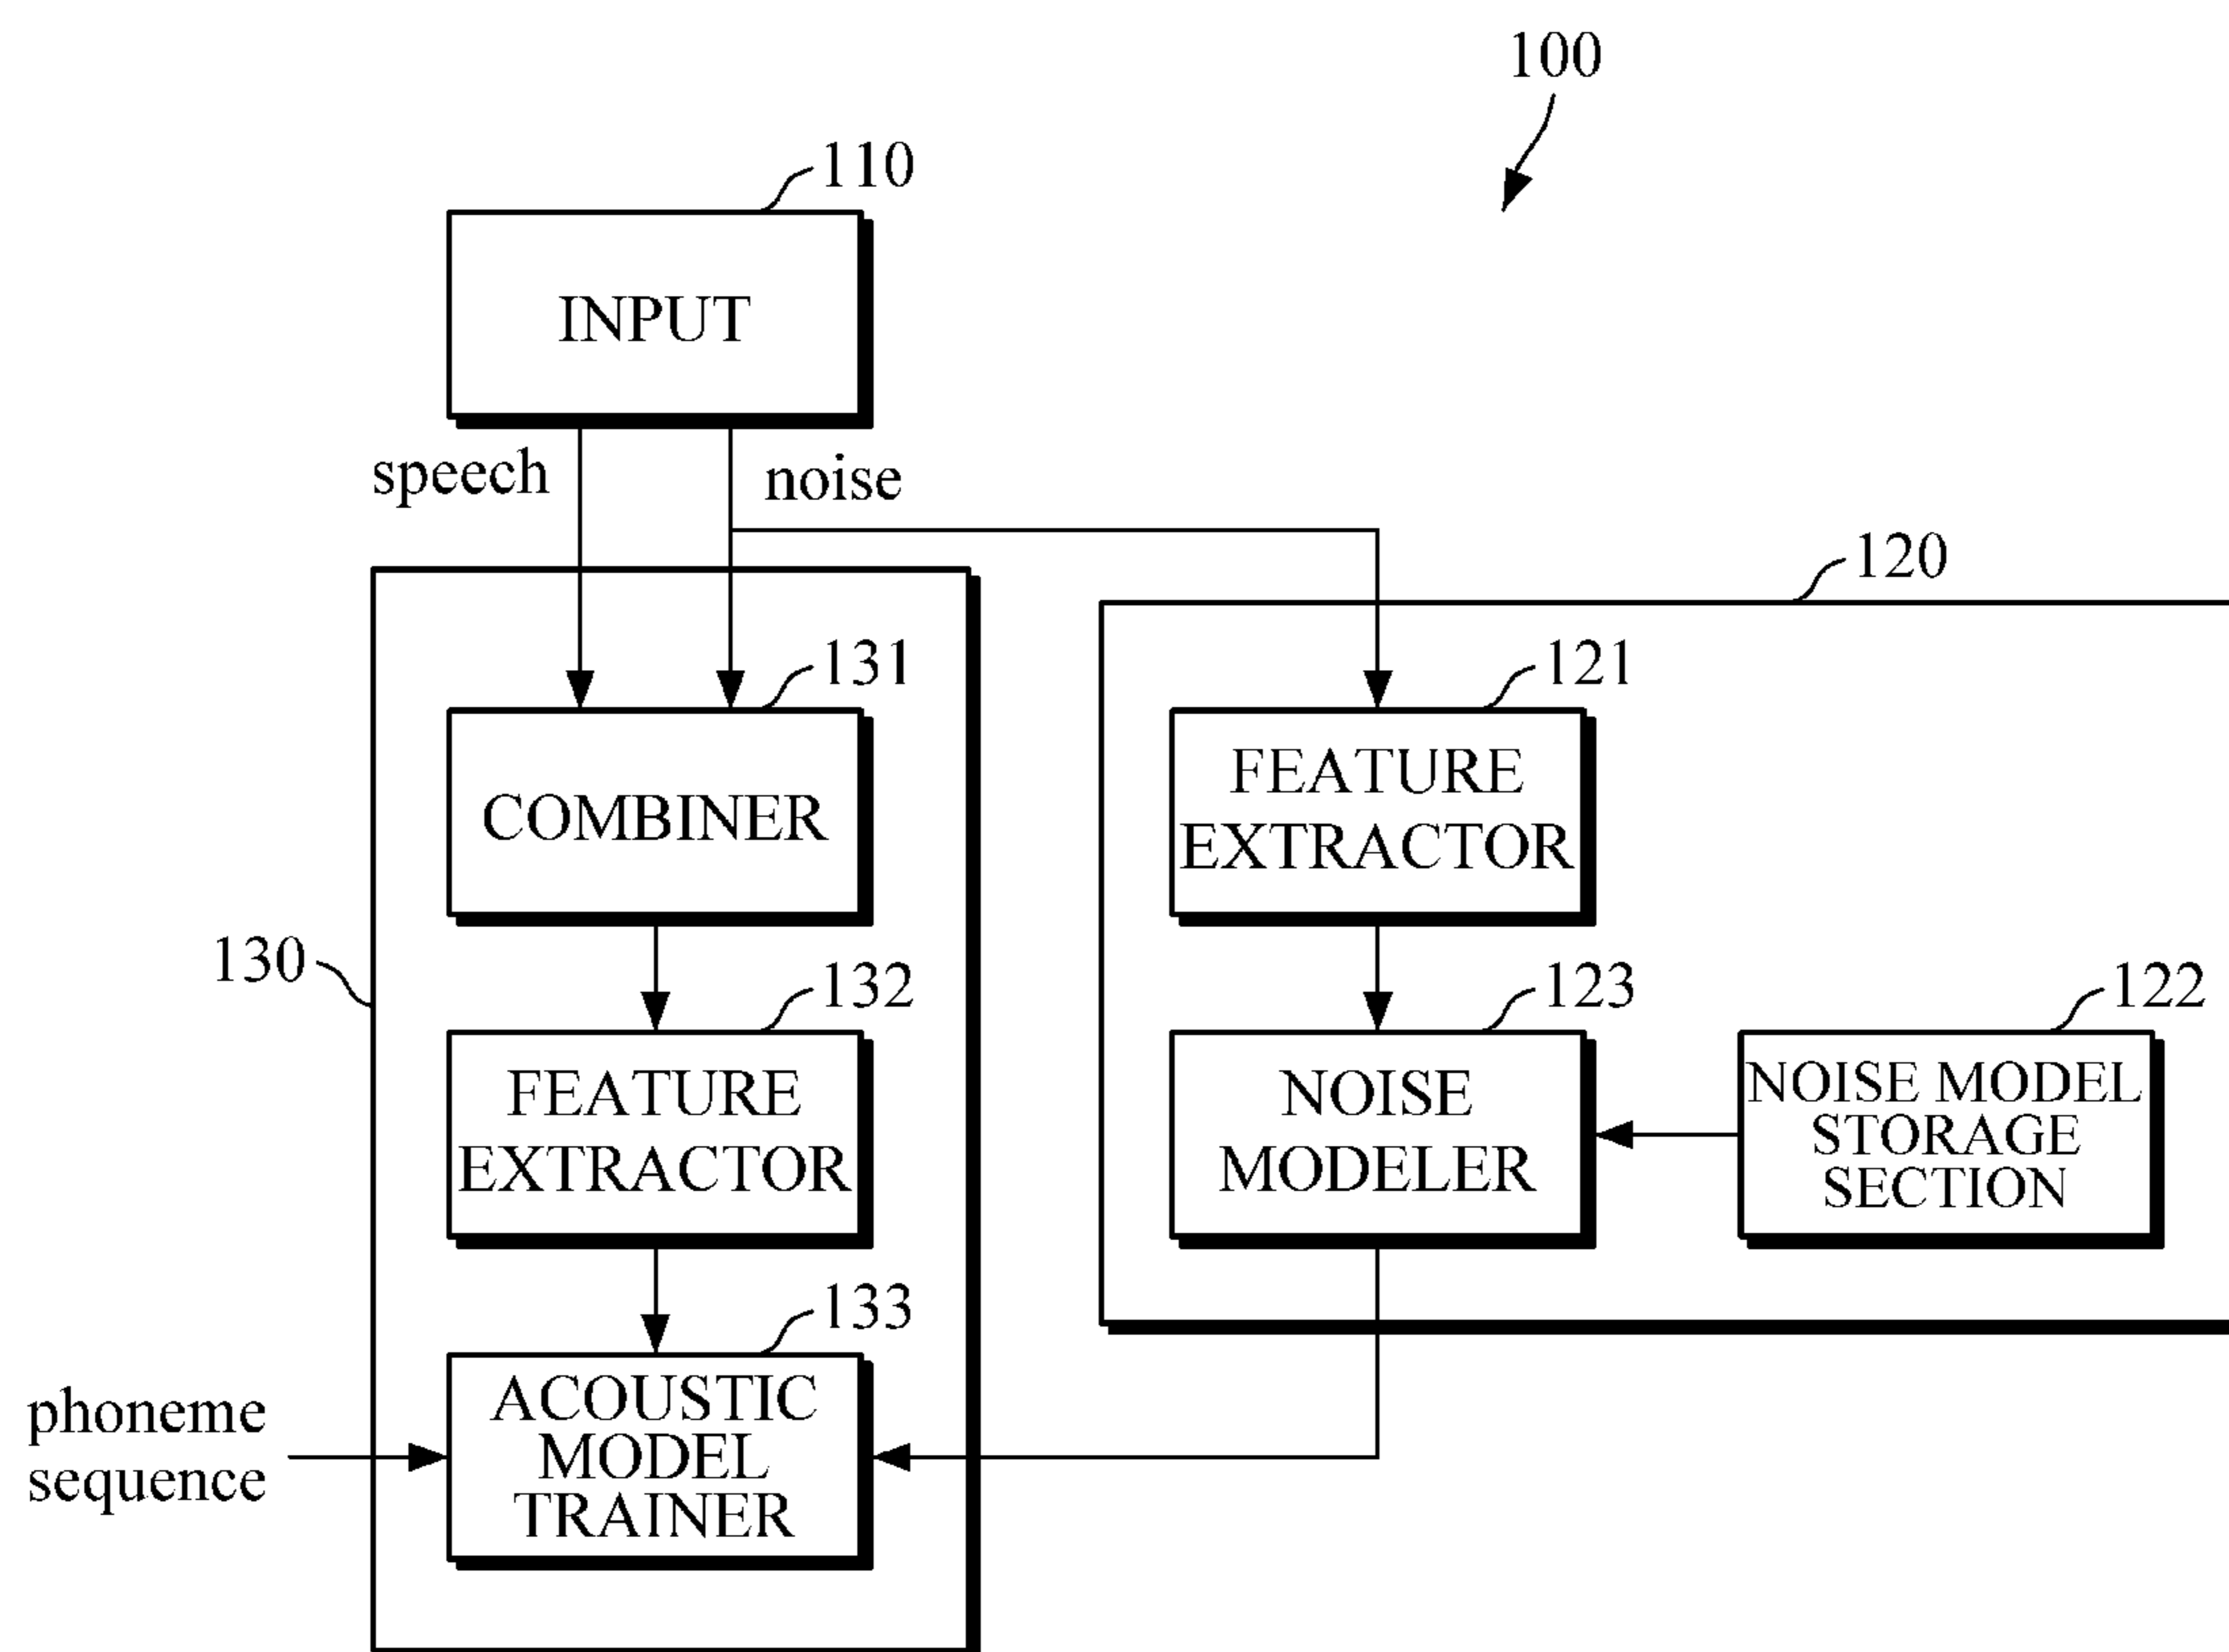 100
110
INPUT
speech
noise
120
131
121
COMBINER
FEATURE
EXTRACTOR
130
132
123
122
FEATURE
EXTRACTOR
NOISE
MODELER
NOISE MODEL
STORAGE
SECTION
133
phoneme
sequence
ACOUSTIC
MODEL
TRAINER